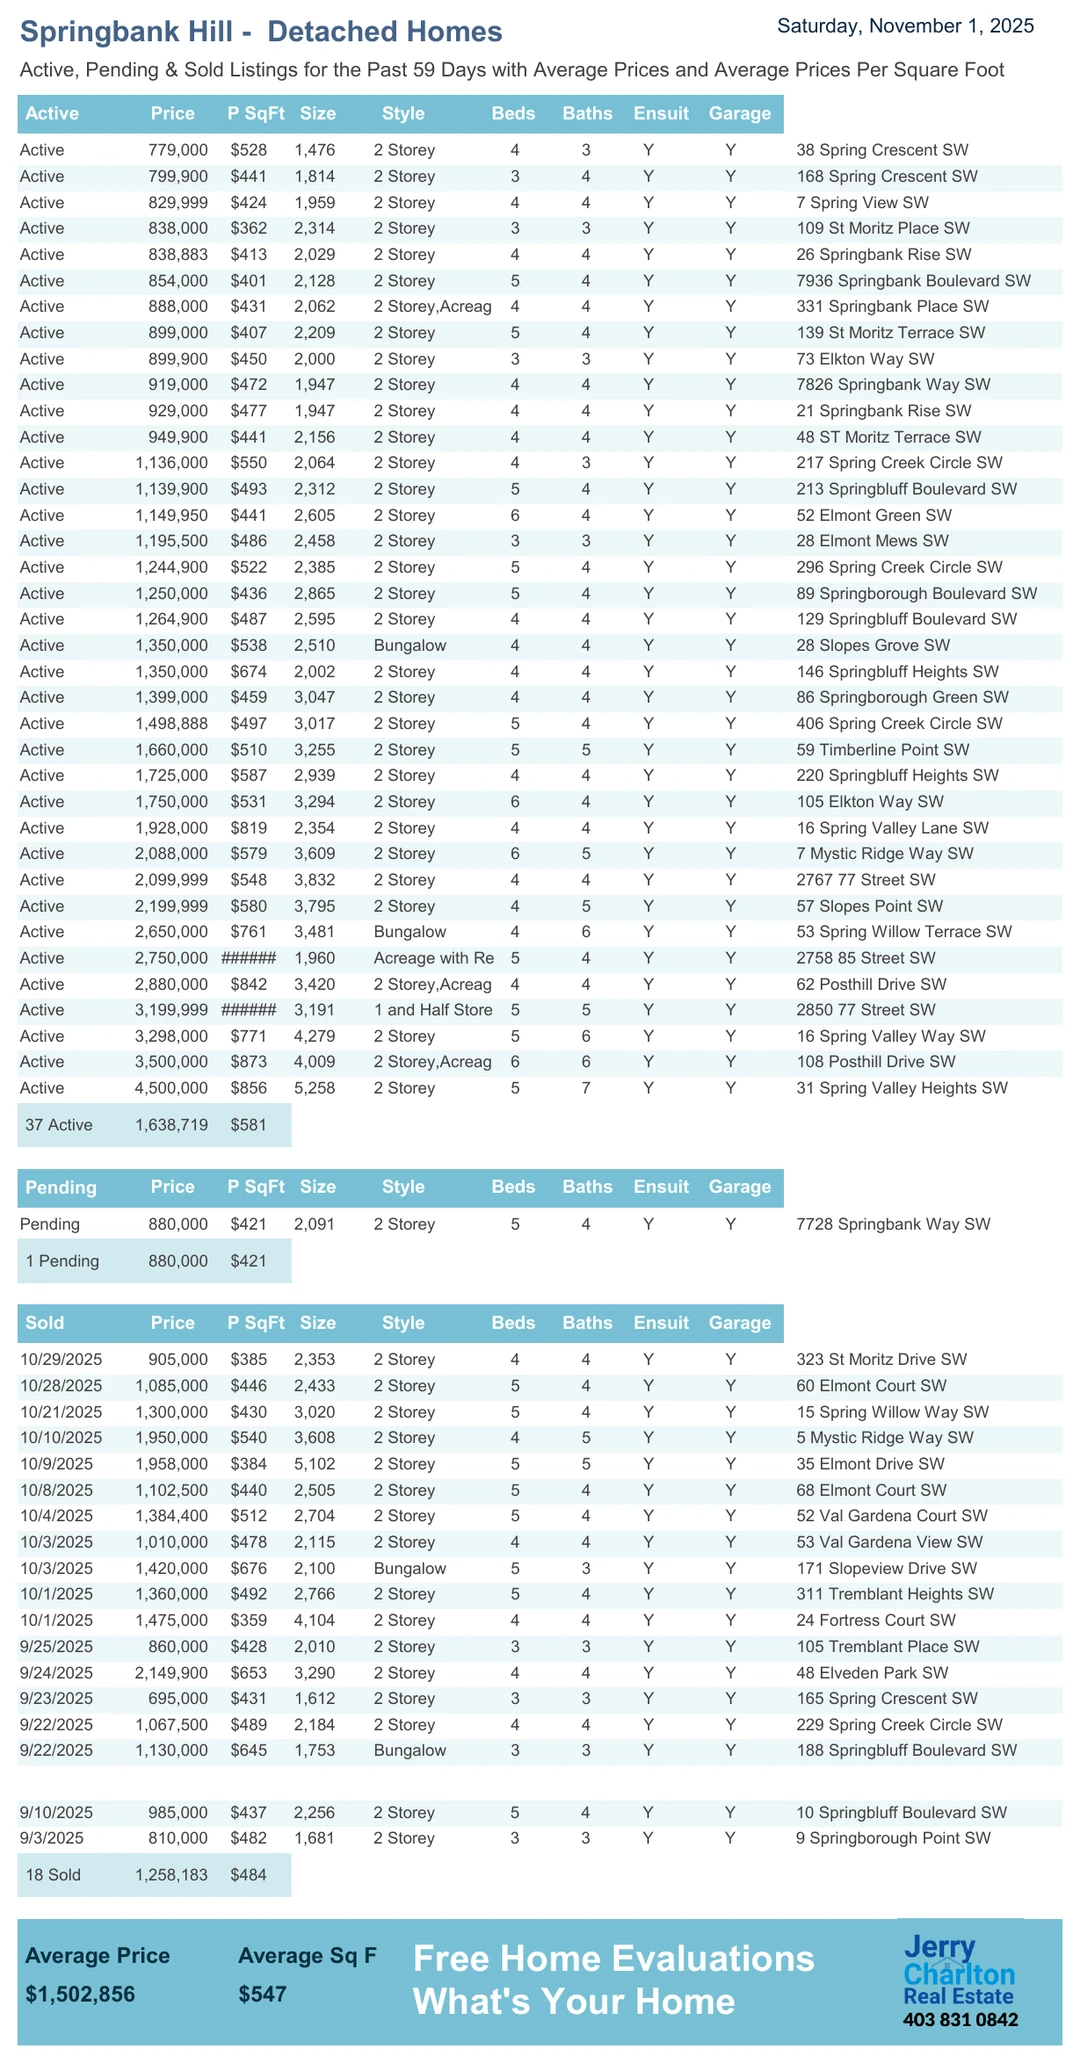 Springbank Hill - Detached Homes
Saturday, November 1, 2025
Active, Pending & Sold Listings for the Past 59 Days with Average Prices and Average Prices Per Square Foot
Active Price P SqFt Size Style Beds Baths Ensuit Garage
Active 779,000 $528 1,476 2 Storey 4 3 Y Y 38 Spring Crescent SW
Active 799,900 $441 1,814 2 Storey 3 4 Y Y 168 Spring Crescent SW
Active 829,999 $424 1,959 2 Storey 4 4 Y Y 7 Spring View SW
Active 838,000 $362 2,314 2 Storey 3 3 Y Y 109 St Moritz Place SW
Active 838,883 $413 2,029 2 Storey 4 4 Y Y 26 Springbank Rise SW
Active 854,000 $401 2,128 2 Storey 5 4 Y Y 7936 Springbank Boulevard SW
Active 888,000 $431 2,062 2 Storey,Acreag 4 4 Y Y 331 Springbank Place SW
Active 899,000 $407 2,209 2 Storey 5 4 Y Y 139 St Moritz Terrace SW
Active 899,900 $450 2,000 2 Storey 3 3 Y Y 73 Elkton Way SW
Active 919,000 $472 1,947 2 Storey 4 4 Y Y 7826 Springbank Way SW
Active 929,000 $477 1,947 2 Storey 4 4 Y Y 21 Springbank Rise SW
Active 949,900 $441 2,156 2 Storey 4 4 Y Y 48 ST Moritz Terrace SW
Active 1,136,000 $550 2,064 2 Storey 4 3 Y Y 217 Spring Creek Circle SW
Active 1,139,900 $493 2,312 2 Storey 5 4 Y Y 213 Springbluff Boulevard SW
Active 1,149,950 $441 2,605 2 Storey 6 4 Y Y 52 Elmont Green SW
Active 1,195,500 $486 2,458 2 Storey 3 3 Y Y 28 Elmont Mews SW
Active 1,244,900 $522 2,385 2 Storey 5 4 Y Y 296 Spring Creek Circle SW
Active 1,250,000 $436 2,865 2 Storey 5 4 Y Y 89 Springborough Boulevard SW
Active 1,264,900 $487 2,595 2 Storey 4 4 Y Y 129 Springbluff Boulevard SW
Active 1,350,000 $538 2,510 Bungalow 4 4 Y Y 28 Slopes Grove SW
Active 1,350,000 $674 2,002 2 Storey 4 4 Y Y 146 Springbluff Heights SW
Active 1,399,000 $459 3,047 2 Storey 4 4 Y Y 86 Springborough Green SW
Active 1,498,888 $497 3,017 2 Storey 5 4 Y Y 406 Spring Creek Circle SW
Active 1,660,000 $510 3,255 2 Storey 5 5 Y Y 59 Timberline Point SW
Active 1,725,000 $587 2,939 2 Storey 4 4 Y Y 220 Springbluff Heights SW
Active 1,750,000 $531 3,294 2 Storey 6 4 Y Y 105 Elkton Way SW
Active 1,928,000 $819 2,354 2 Storey 4 4 Y Y 16 Spring Valley Lane SW
Active 2,088,000 $579 3,609 2 Storey 6 5 Y Y 7 Mystic Ridge Way SW
Active 2,099,999 $548 3,832 2 Storey 4 4 Y Y 2767 77 Street SW
Active 2,199,999 $580 3,795 2 Storey 4 5 Y Y 57 Slopes Point SW
Active 2,650,000 $761 3,481 Bungalow 4 6 Y Y 53 Spring Willow Terrace SW
Active 2,750,000 ###### 1,960 Acreage with Re 5 4 Y Y 2758 85 Street SW
Active 2,880,000 $842 3,420 2 Storey,Acreag 4 4 Y Y 62 Posthill Drive SW
Active 3,199,999 ###### 3,191 1 and Half Store 5 5 Y Y 2850 77 Street SW
Active 3,298,000 $771 4,279 2 Storey 5 6 Y Y 16 Spring Valley Way SW
Active 3,500,000 $873 4,009 2 Storey,Acreag 6 6 Y Y 108 Posthill Drive SW
Active 4,500,000 $856 5,258 2 Storey 5 7 Y Y 31 Spring Valley Heights SW
37 Active 1,638,719 $581
Pending Price P SqFt Size Style Beds Baths Ensuit Garage
Pending 880,000 $421 2,091 2 Storey 5 4 Y Y 7728 Springbank Way SW
1 Pending 880,000 $421
Sold Price P SqFt Size Style Beds Baths Ensuit Garage
10/29/2025 905,000 $385 2,353 2 Storey 4 4 Y Y 323 St Moritz Drive SW
10/28/2025 1,085,000 $446 2,433 2 Storey 5 4 Y Y 60 Elmont Court SW
10/21/2025 1,300,000 $430 3,020 2 Storey 5 4 Y Y 15 Spring Willow Way SW
10/10/2025 1,950,000 $540 3,608 2 Storey 4 5 Y Y 5 Mystic Ridge Way SW
10/9/2025 1,958,000 $384 5,102 2 Storey 5 5 Y Y 35 Elmont Drive SW
10/8/2025 1,102,500 $440 2,505 2 Storey 5 4 Y Y 68 Elmont Court SW
10/4/2025 1,384,400 $512 2,704 2 Storey 5 4 Y Y 52 Val Gardena Court SW
10/3/2025 1,010,000 $478 2,115 2 Storey 4 4 Y Y 53 Val Gardena View SW
10/3/2025 1,420,000 $676 2,100 Bungalow 5 3 Y Y 171 Slopeview Drive SW
10/1/2025 1,360,000 $492 2,766 2 Storey 5 4 Y Y 311 Tremblant Heights SW
10/1/2025 1,475,000 $359 4,104 2 Storey 4 4 Y Y 24 Fortress Court SW
9/25/2025 860,000 $428 2,010 2 Storey 3 3 Y Y 105 Tremblant Place SW
9/24/2025 2,149,900 $653 3,290 2 Storey 4 4 Y Y 48 Elveden Park SW
9/23/2025 695,000 $431 1,612 2 Storey 3 3 Y Y 165 Spring Crescent SW
9/22/2025 1,067,500 $489 2,184 2 Storey 4 4 Y Y 229 Spring Creek Circle SW
9/22/2025 1,130,000 $645 1,753 Bungalow 3 3 Y Y 188 Springbluff Boulevard SW
9/10/2025 985,000 $437 2,256 2 Storey 5 4 Y Y 10 Springbluff Boulevard SW
9/3/2025 810,000 $482 1,681 2 Storey 3 3 Y Y 9 Springborough Point SW
18 Sold 1,258,183 $484
Average Price Average Sq F
$1,502,856 $547
Free Home Evaluations
What's Your Home
Jerry
Charlton
Real Estate
403 831 0842